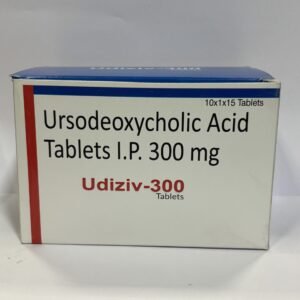 10x1x15 Tablets
Ursodeoxycholic Acid
Tablets I.P. 300 mg
Udiziv-300
Tablets